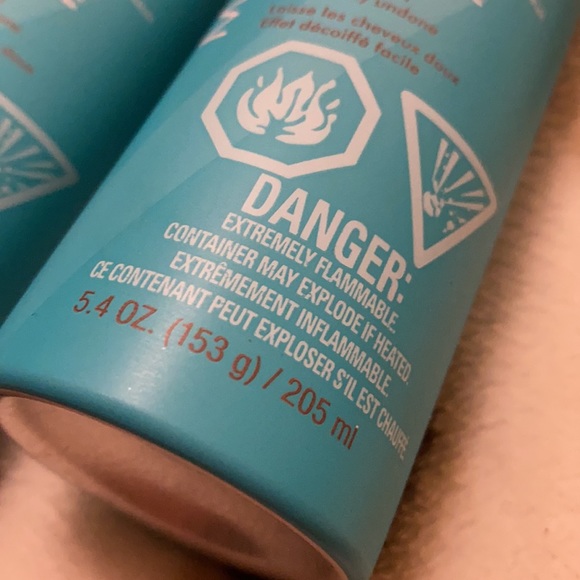 undone
Laisse les cheveux doux
Effet décoiffé facile
DANGER:
EXTREMELY FLAMMABLE.
CONTAINER MAY EXPLODE IF HEATED.
EXTRÊMEMENT INFLAMMABLE.
CE CONTENANT PEUT EXPLOSER S'IL EST CHAUFFÉ.
5.4 OZ. (153 g) / 205 ml